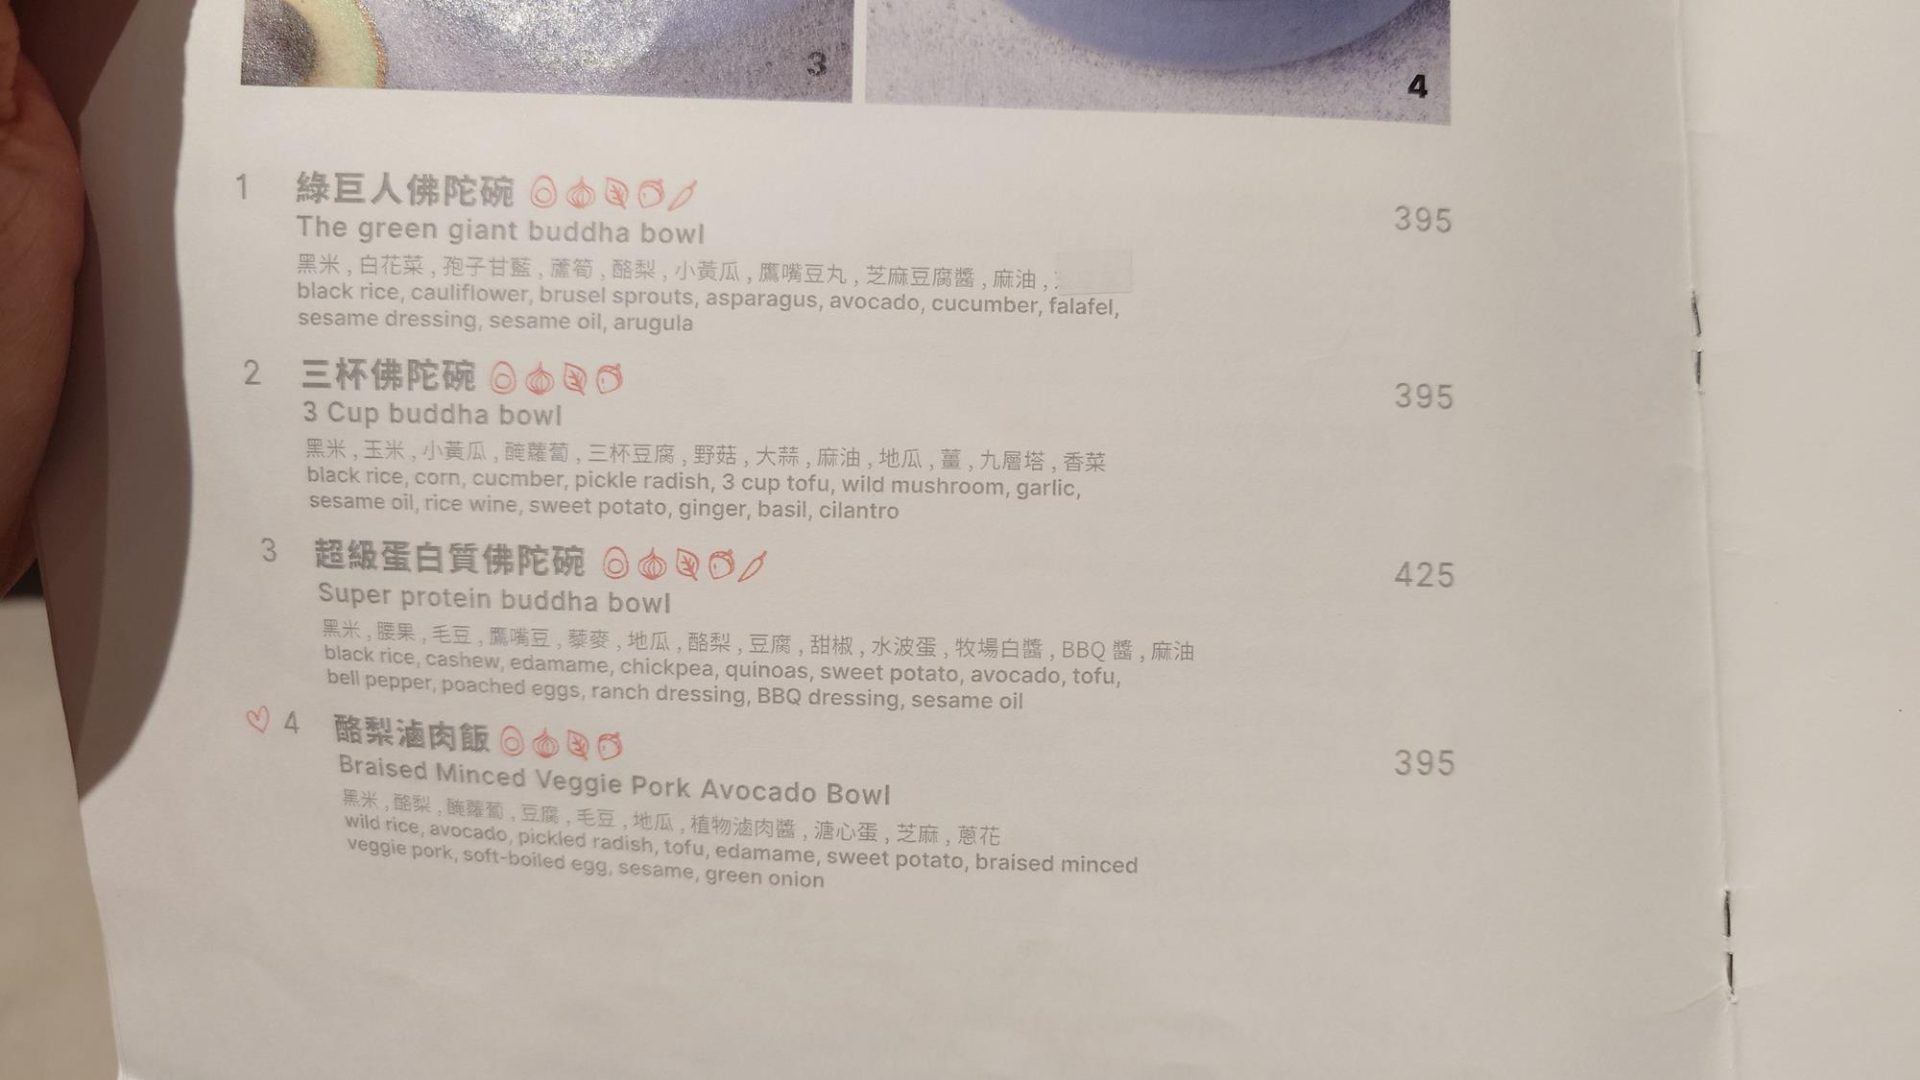 3
4
1 綠巨人佛陀碗
The green giant buddha bowl
395
黑米 , 白花菜 , 孢子甘藍 , 蘆筍 , 酪梨 , 小黃瓜 , 鷹嘴豆丸 , 芝麻豆腐醬 , 麻油 ,
black rice, cauliflower, brusel sprouts, asparagus, avocado, cucumber, falafel,
sesame dressing, sesame oil, arugula
2 三杯佛陀碗
395
3 Cup buddha bowl
黑米 , 玉米 , 小黃瓜 , 醃蘿蔔 , 三杯豆腐 , 野菇 , 大蒜 , 麻油 , 地瓜 , 薑 , 九層塔 , 香菜
black rice, corn, cucmber, pickle radish, 3 cup tofu, wild mushroom, garlic,
sesame oil, rice wine, sweet potato, ginger, basil, cilantro
3 超級蛋白質佛陀碗
425
Super protein buddha bowl
黑米 , 腰果 , 毛豆 , 鷹嘴豆 , 藜麥 , 地瓜 , 酪梨 , 豆腐 , 甜椒 , 水波蛋 , 牧場白醬 , BBQ 醬 , 麻油
black rice, cashew, edamame, chickpea, quinoas, sweet potato, avocado, tofu,
bell pepper, poached eggs, ranch dressing, BBQ dressing, sesame oil
4 酪梨滷肉飯
395
Braised Minced Veggie Pork Avocado Bowl
黑米 , 酪梨 , 醃蘿蔔 , 豆腐 , 毛豆 , 地瓜 , 植物滷肉醬 , 溏心蛋 , 芝麻 , 蔥花
wild rice, avocado, pickled radish, tofu, edamame, sweet potato, braised minced
veggie pork, soft-boiled egg, sesame, green onion